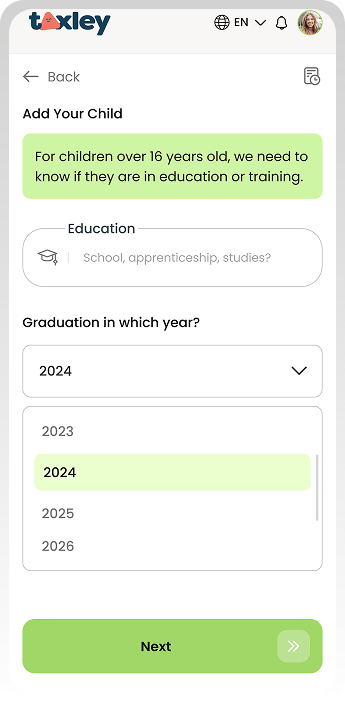 taxley
EN
Back
Add Your Child
For children over 16 years old, we need to
know if they are in education or training.
Education
School, apprenticeship, studies?
Graduation in which year?
2024
2023
2024
2025
2026
Next